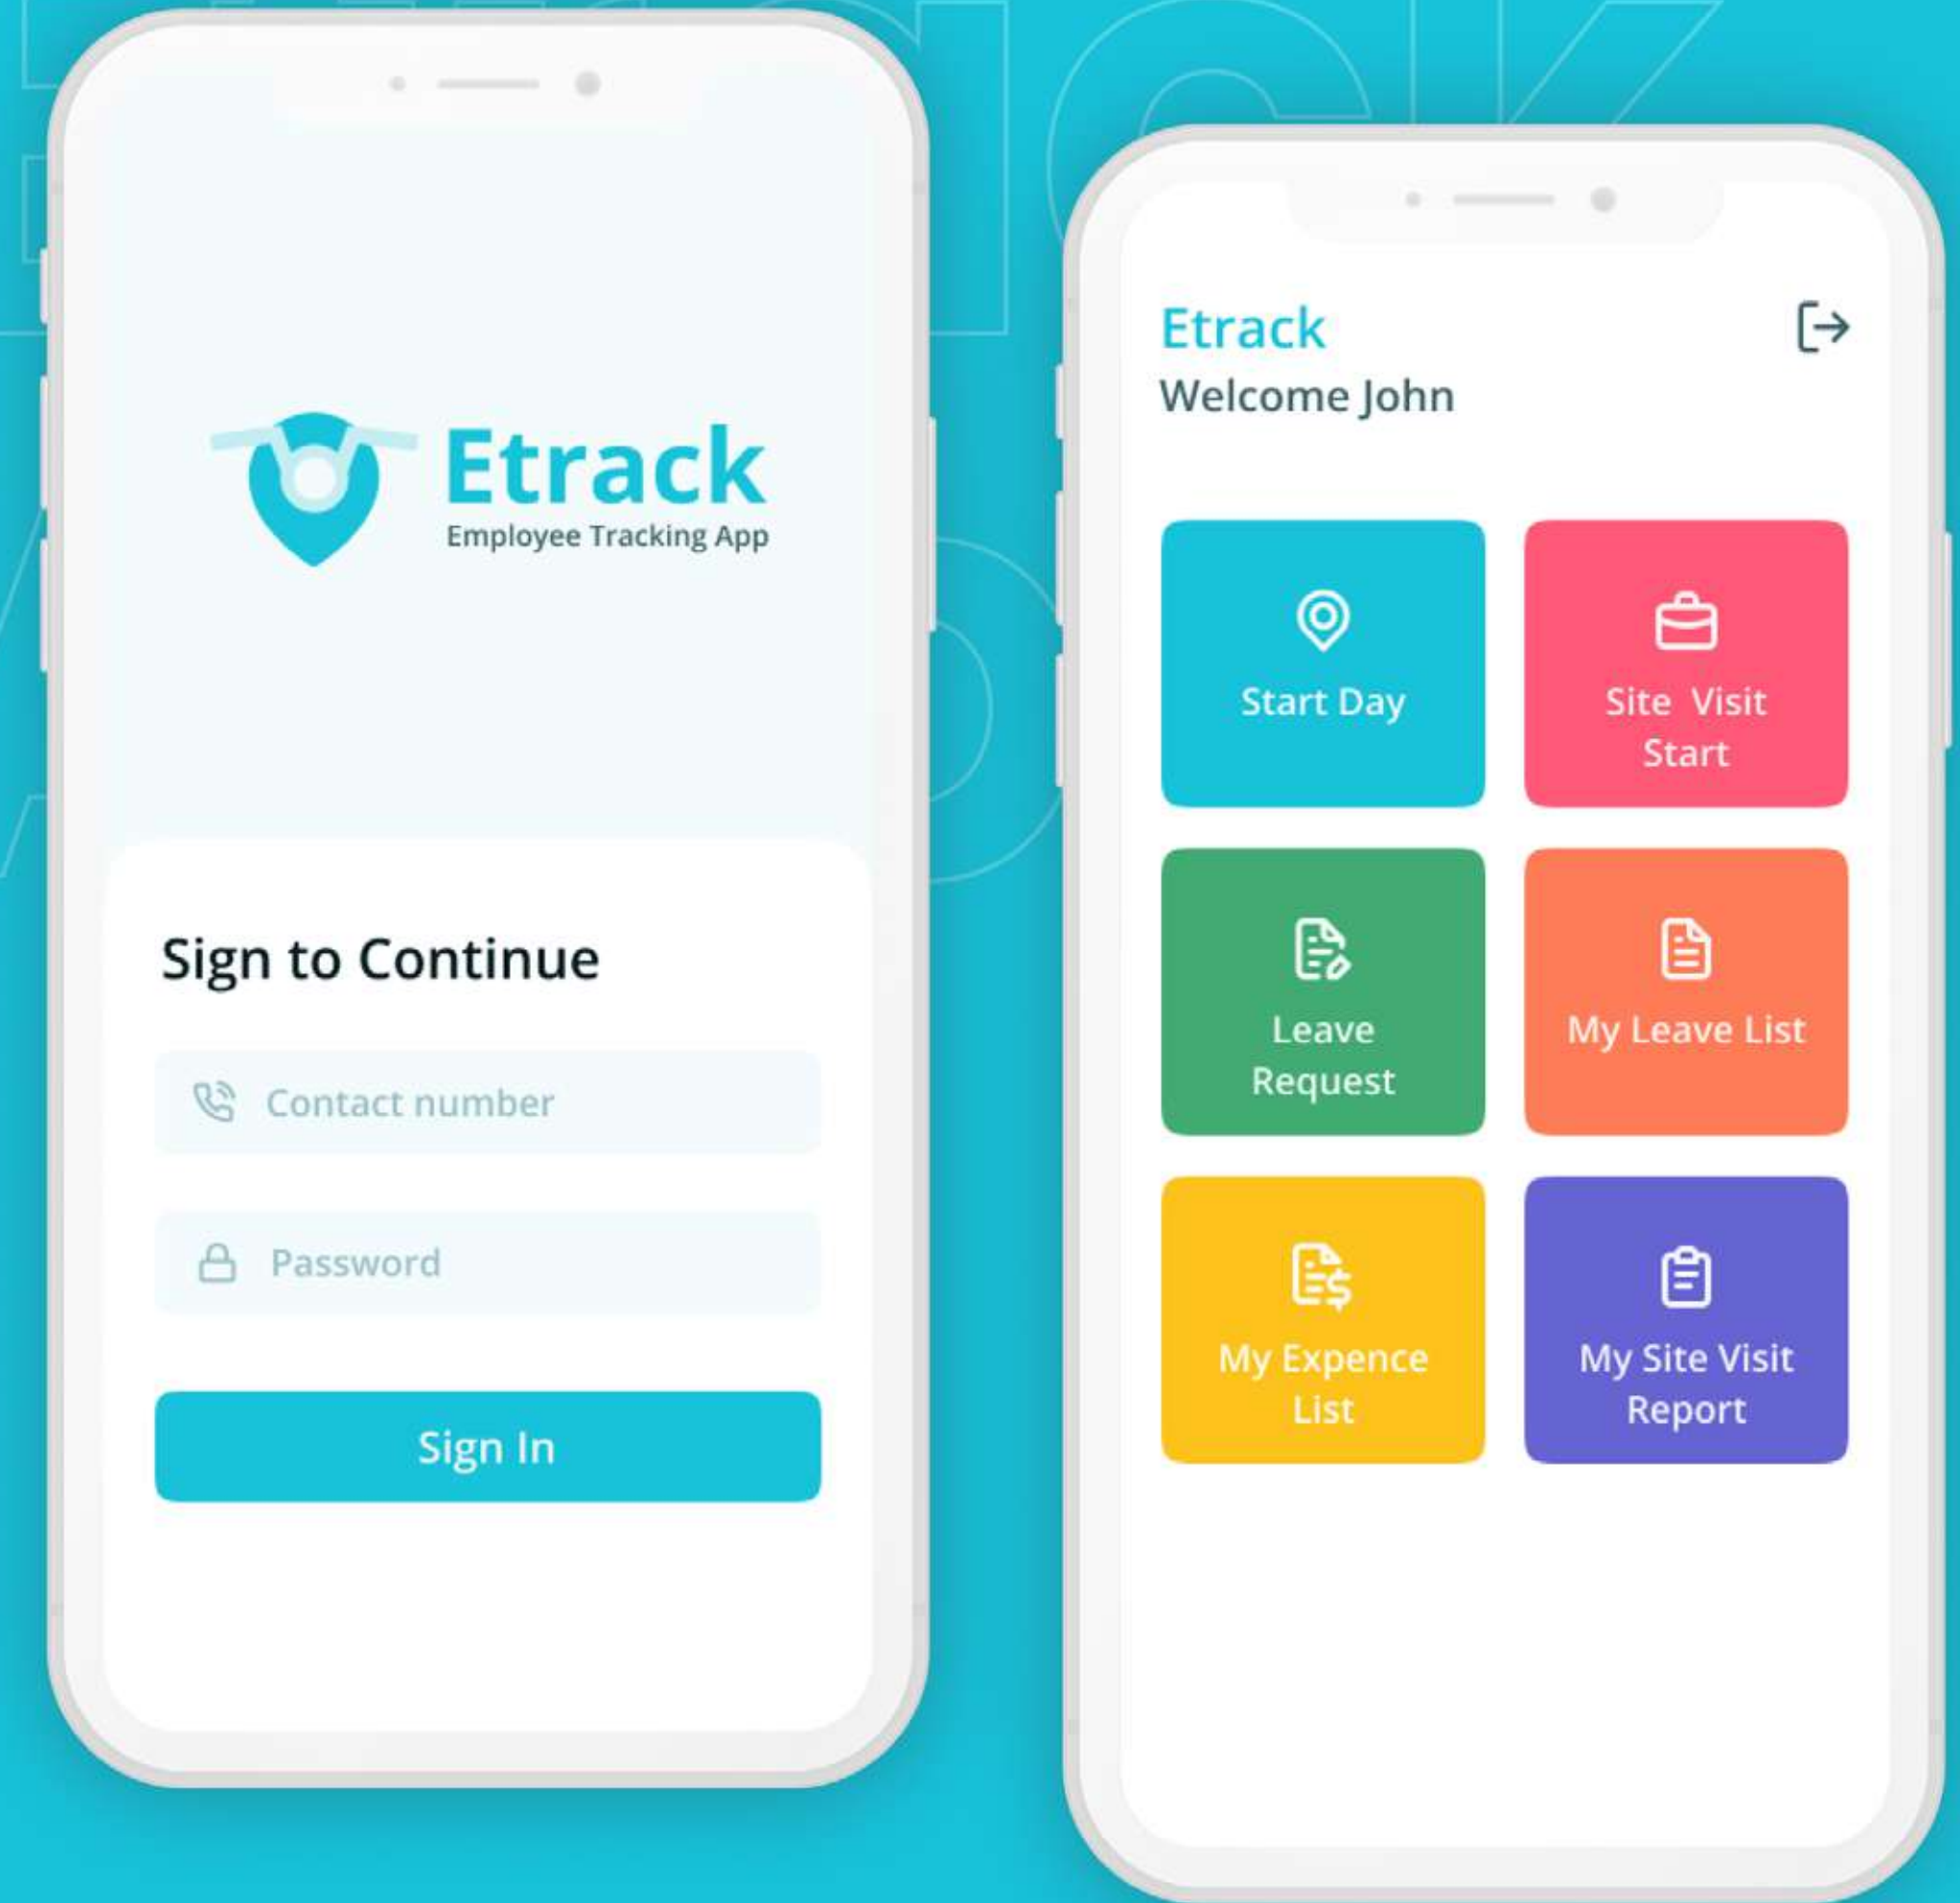 Etrack
Employee Tracking App
Sign to Continue
Contact number
Password
Sign In
Etrack
Welcome John
Start Day
Site  Visit
Start
Leave
Request
My Leave List
My Expence
List
My Site Visit
Report